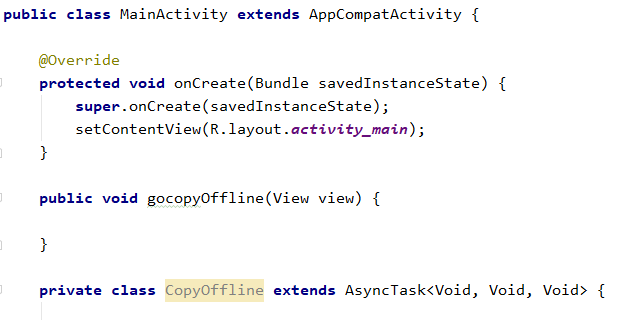 public class MainActivity extends AppCompatActivity {
@Override
protected void onCreate(Bundle savedInstanceState) {
super.onCreate(savedInstanceState);
setContentView(R.layout.activity_main);
}
public void gocopyOffline(View view) {
}
private class CopyOffline extends AsyncTask<Void, Void, Void> {